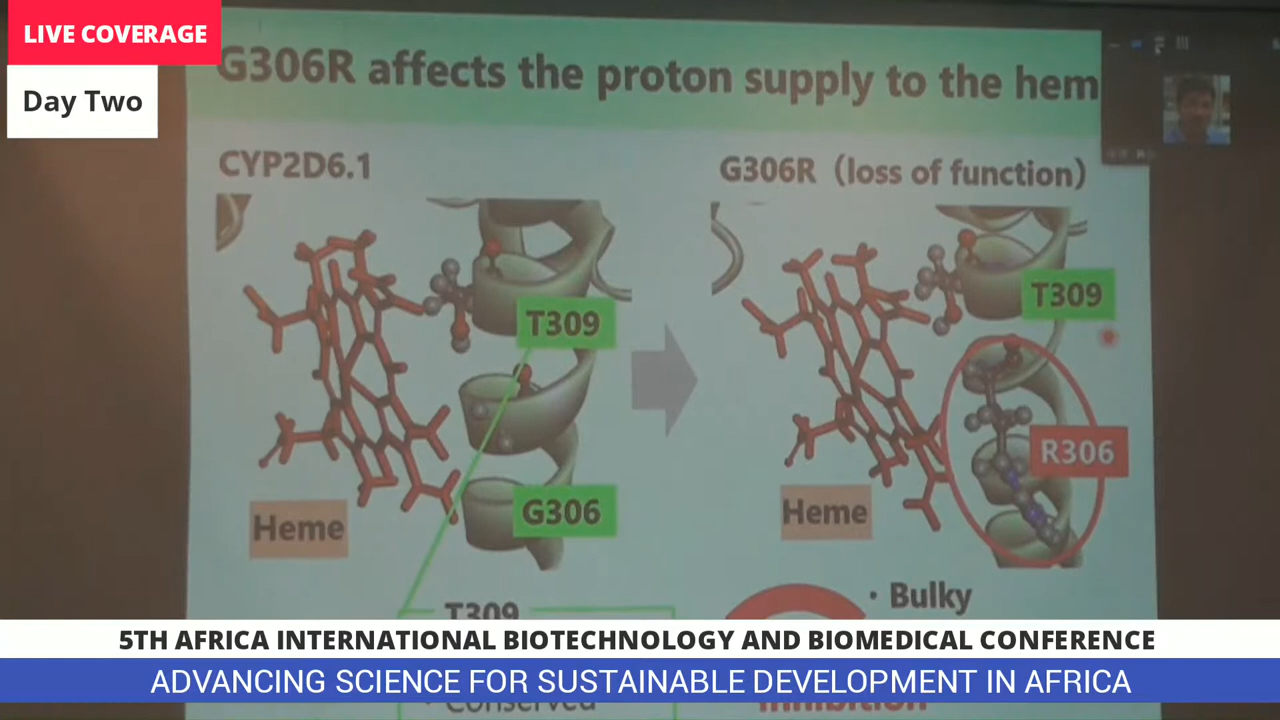 LIVE COVERAGE
Day Two
G306R affects the proton supply to the hem
CYP2D6.1
G306R (loss of function)
T309
T309
R306
G306
Heme
Heme
T309
• Bulky
• Conserved
Inhibition
5TH AFRICA INTERNATIONAL BIOTECHNOLOGY AND BIOMEDICAL CONFERENCE
ADVANCING SCIENCE FOR SUSTAINABLE DEVELOPMENT IN AFRICA